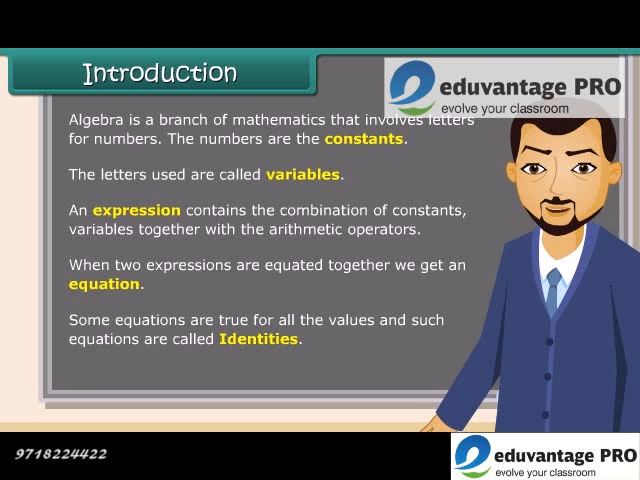 Introduction
eduvantage PRO
evolve your classroom
Algebra is a branch of mathematics that involves letters
for numbers. The numbers are the constants.
The letters used are called variables.
An expression contains the combination of constants,
variables together with the arithmetic operators.
When two expressions are equated together we get an
equation.
Some equations are true for all the values and such
equations are called Identities.
9718224422
eduvantage PRO
evolve your classroom